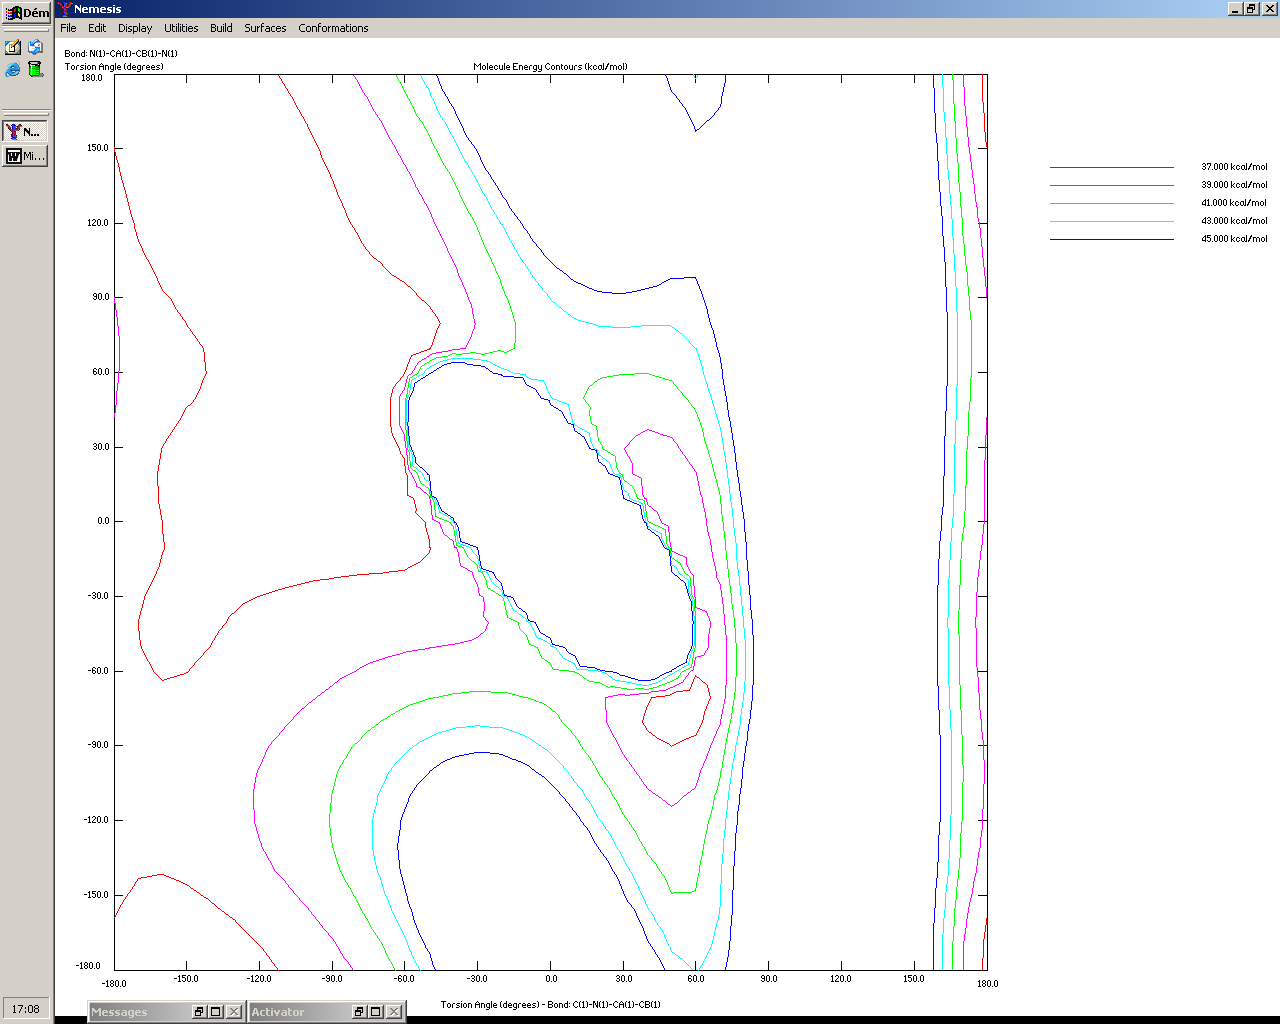 Dém
Nemesis
File Edit Display Utilities Build Surfaces Conformations
Bond: N(1)-CA(1)-CB(1)-N(1)
Torsion Angle (degrees)
Molecule Energy Contours (kcal/mol)
180.0
150.0
120.0
90.0
60.0
30.0
0.0
-30.0
-60.0
-90.0
-120.0
-150.0
-180.0
-180.0 -150.0 -120.0 -90.0 -60.0 -30.0 0.0 30.0 60.0 90.0 120.0 150.0 180.0
Torsion Angle (degrees) - Bond: C(1)-N(1)-CA(1)-CB(1)
37.000 kcal/mol
39.000 kcal/mol
41.000 kcal/mol
43.000 kcal/mol
45.000 kcal/mol
N...
Mi...
17:08
Messages
Activator